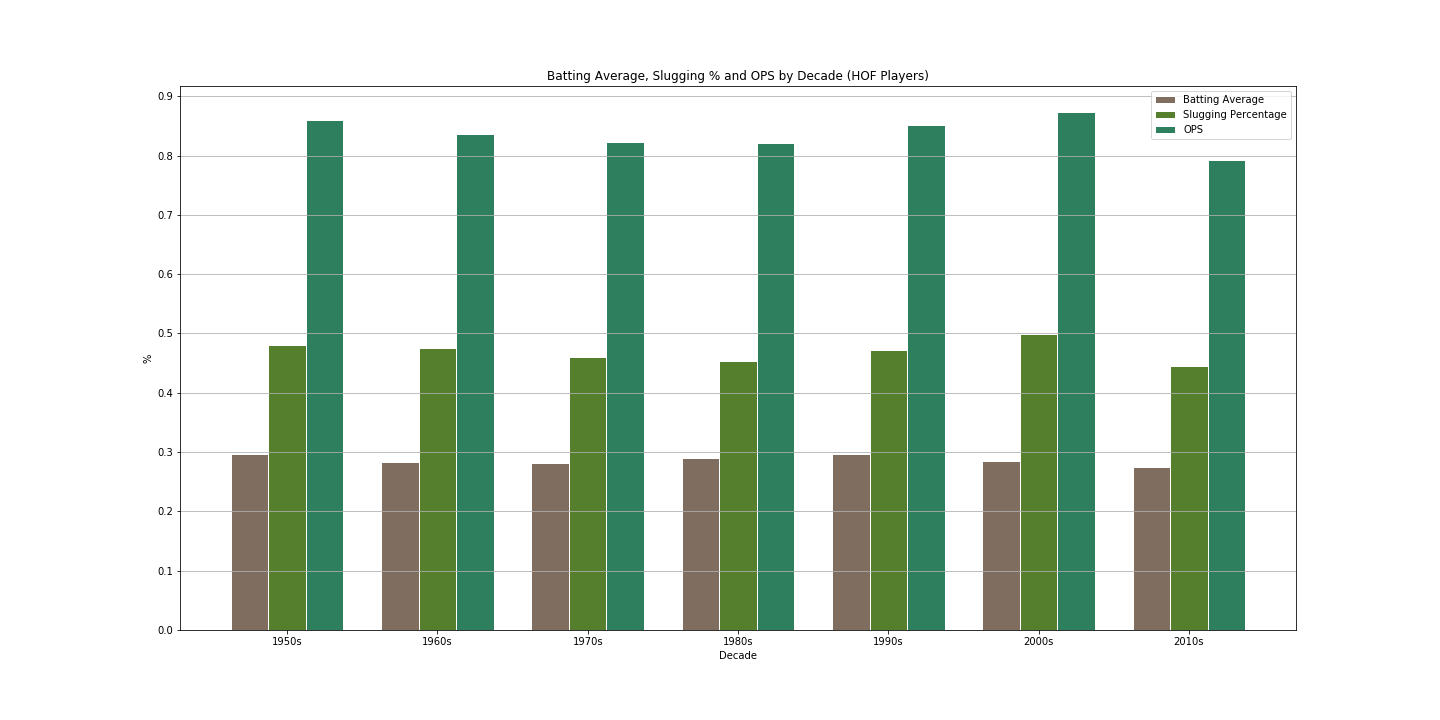 Batting Average, Slugging % and OPS by Decade (HOF Players)
Batting Average
Slugging Percentage
OPS
0.9
0.8
0.7
0.6
0.5
0.4
0.3
0.2
0.1
0.0
%
1950s 1960s 1970s 1980s 1990s 2000s 2010s
Decade